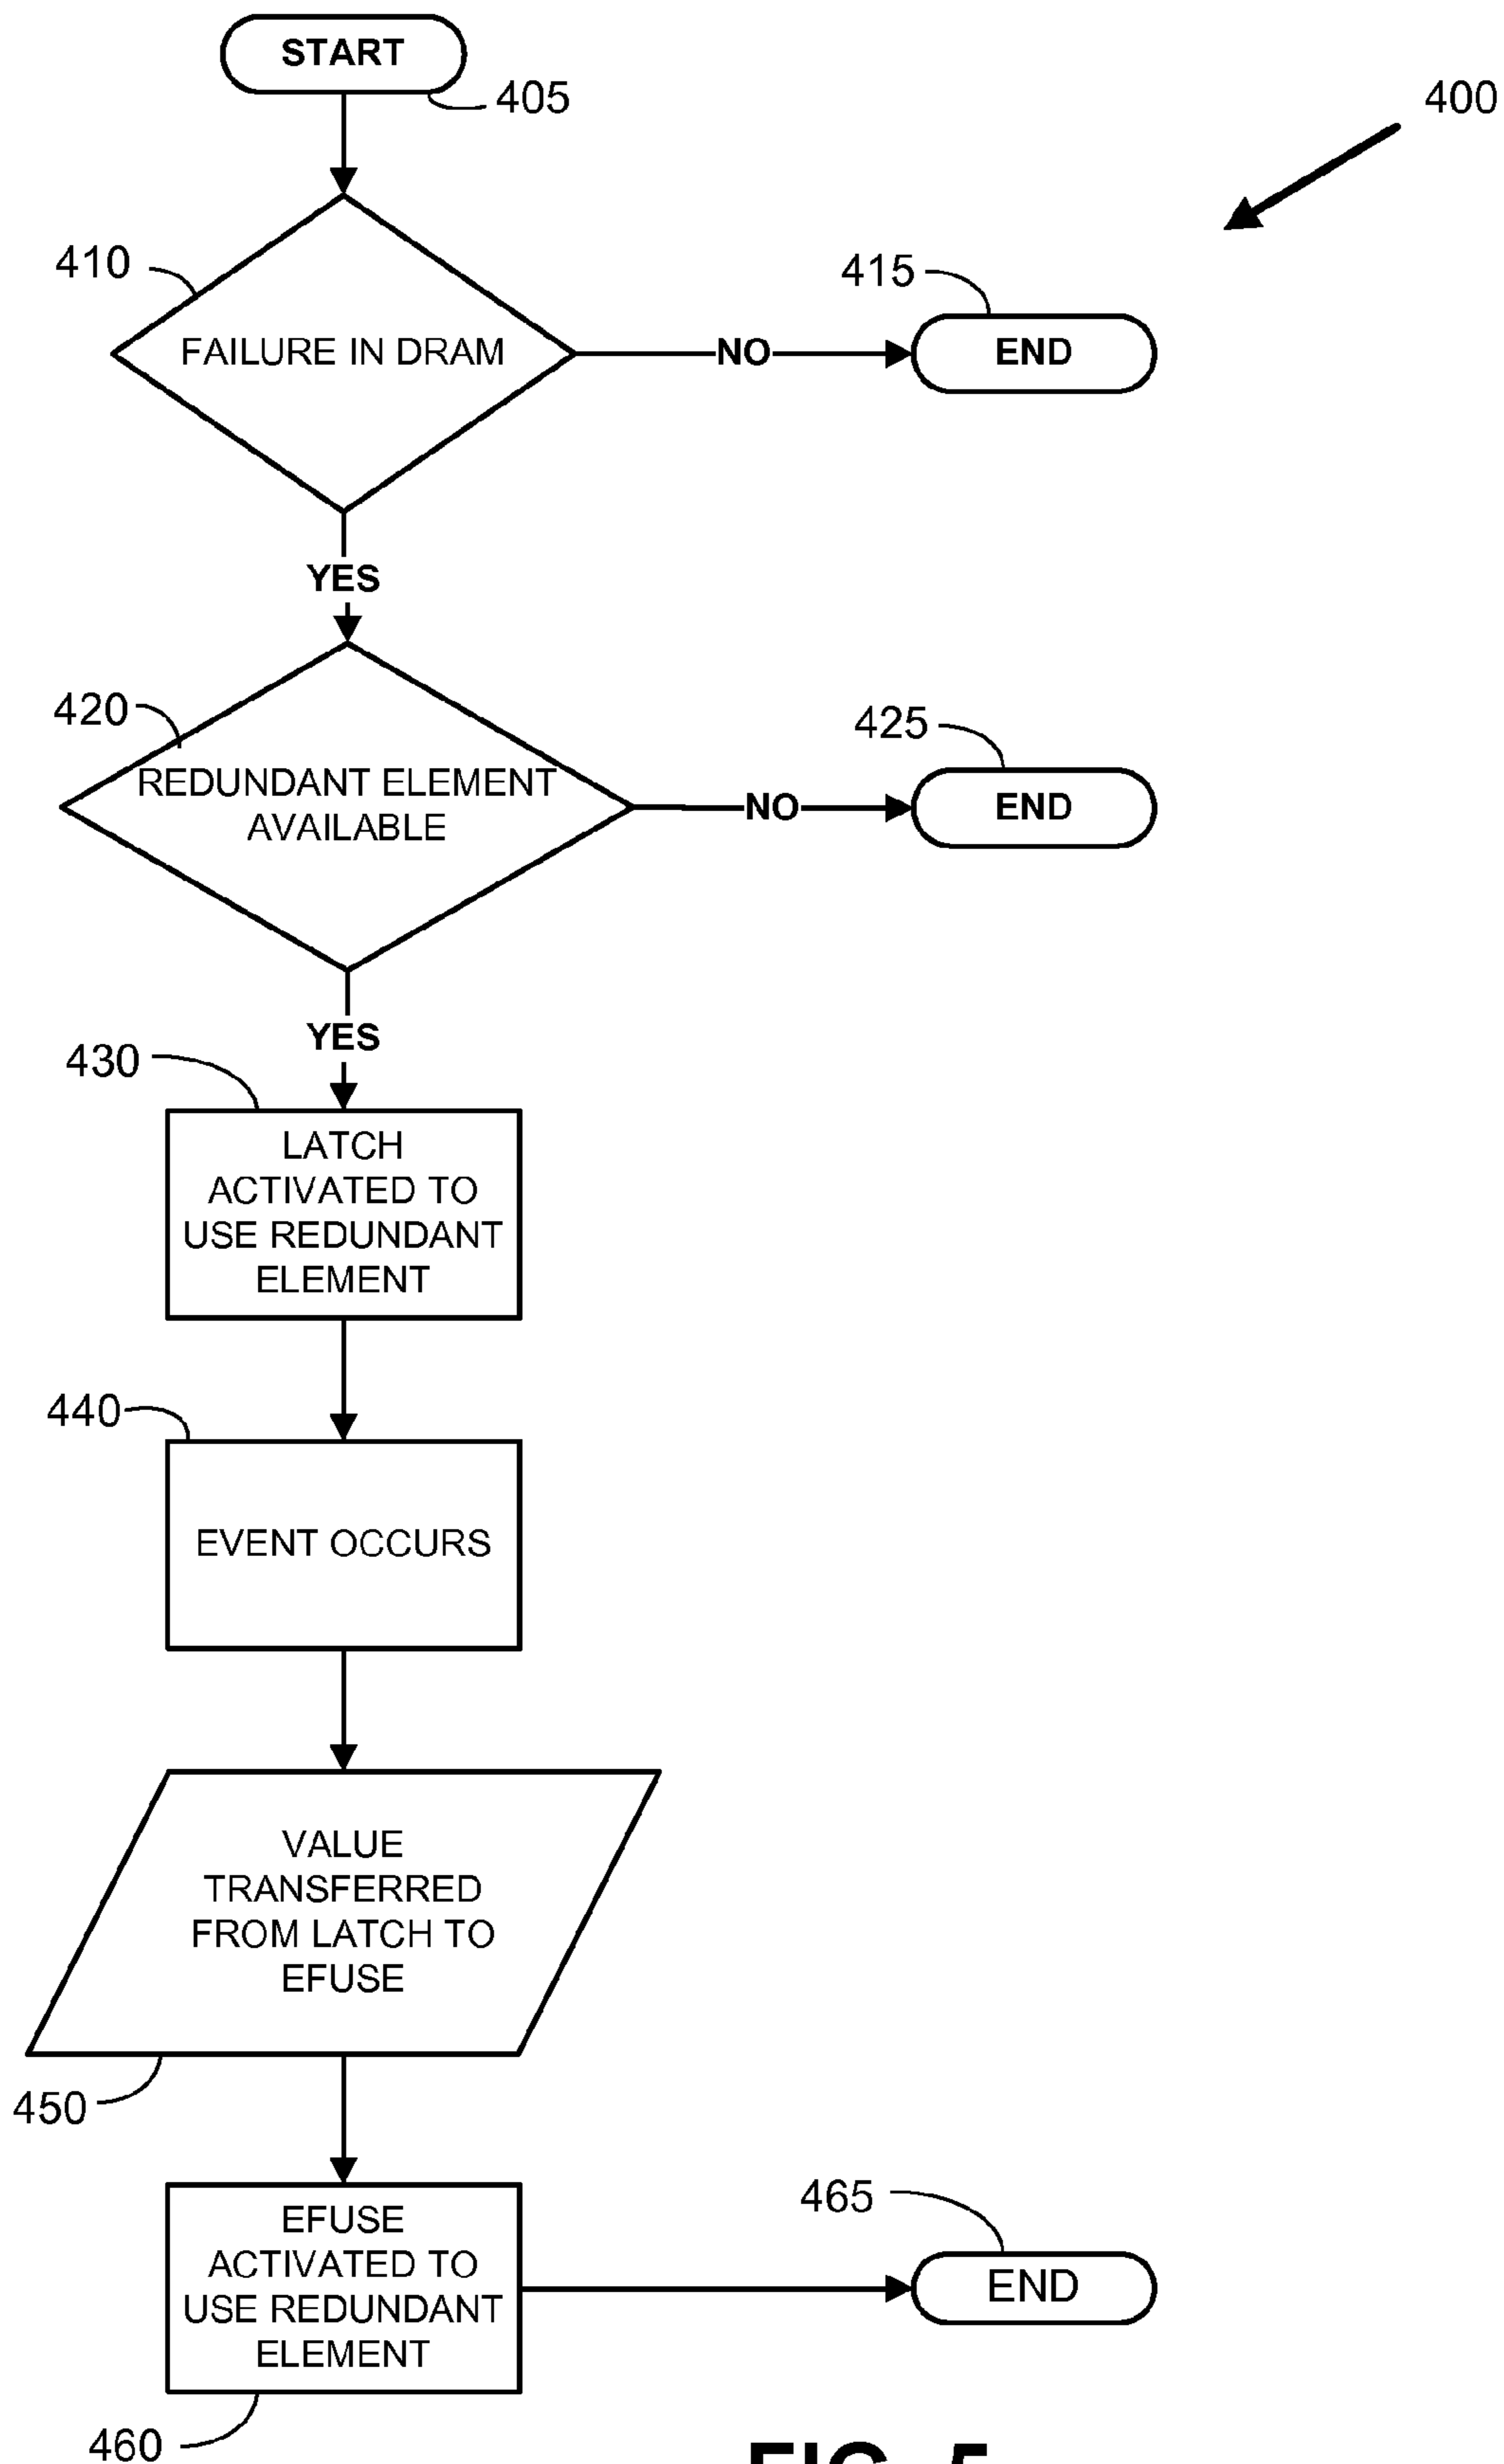 START
405
400
410
FAILURE IN DRAM
NO
415
END
YES
420
REDUNDANT ELEMENT
AVAILABLE
NO
425
END
YES
430
LATCH
ACTIVATED TO
USE REDUNDANT
ELEMENT
440
EVENT OCCURS
VALUE
TRANSFERRED
FROM LATCH TO
EFUSE
450
EFUSE
ACTIVATED TO
USE REDUNDANT
ELEMENT
465
END
460
FIG. 5